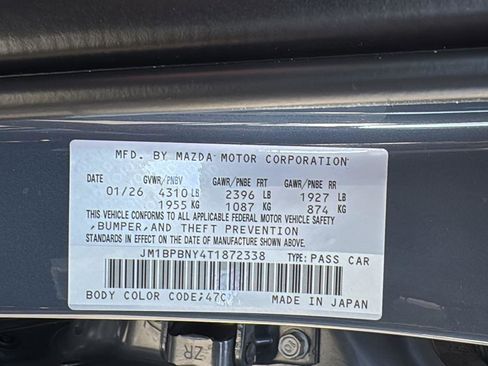 MFD. BY MAZDA MOTOR CORPORATION
DATE GVWR/PNBV GAWR/PNBE FRT GAWR/PNBE RR
01/26 4310 LB 2396 LB 1927 LB
1955 KG 1087 KG 874 KG
THIS VEHICLE CONFORMS TO ALL APPLICABLE FEDERAL MOTOR VEHICLE SAFETY
,BUMPER,AND THEFT PREVENTION
STANDARDS IN EFFECT ON THE DATE OF MANUFACTURE SHOWN ABOVE.
JM1BPBNY4T1872338 TYPE: PASS CAR
BODY COLOR CODE;47C MADE IN JAPAN
ZR